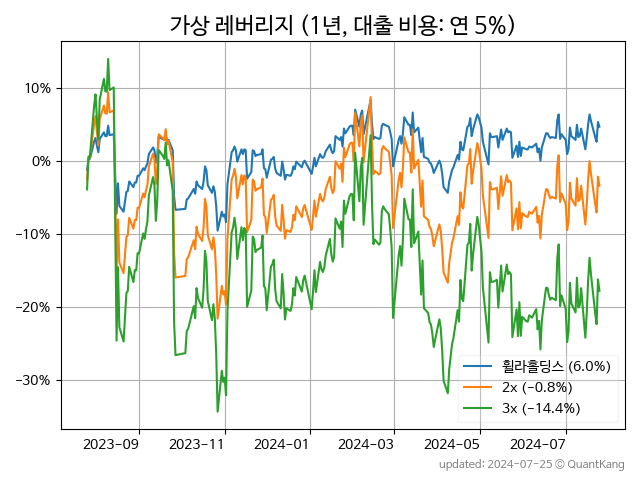 가상 레버리지 (1년, 대출 비용: 연 5%)
10%
0%
−10%
−20%
−30%
휠라홀딩스 (6.0%)
2x (−0.8%)
3x (−14.4%)
2023−09 2023−11 2024−01 2024−03 2024−05 2024−07
updated: 2024-07-25 © QuantKang